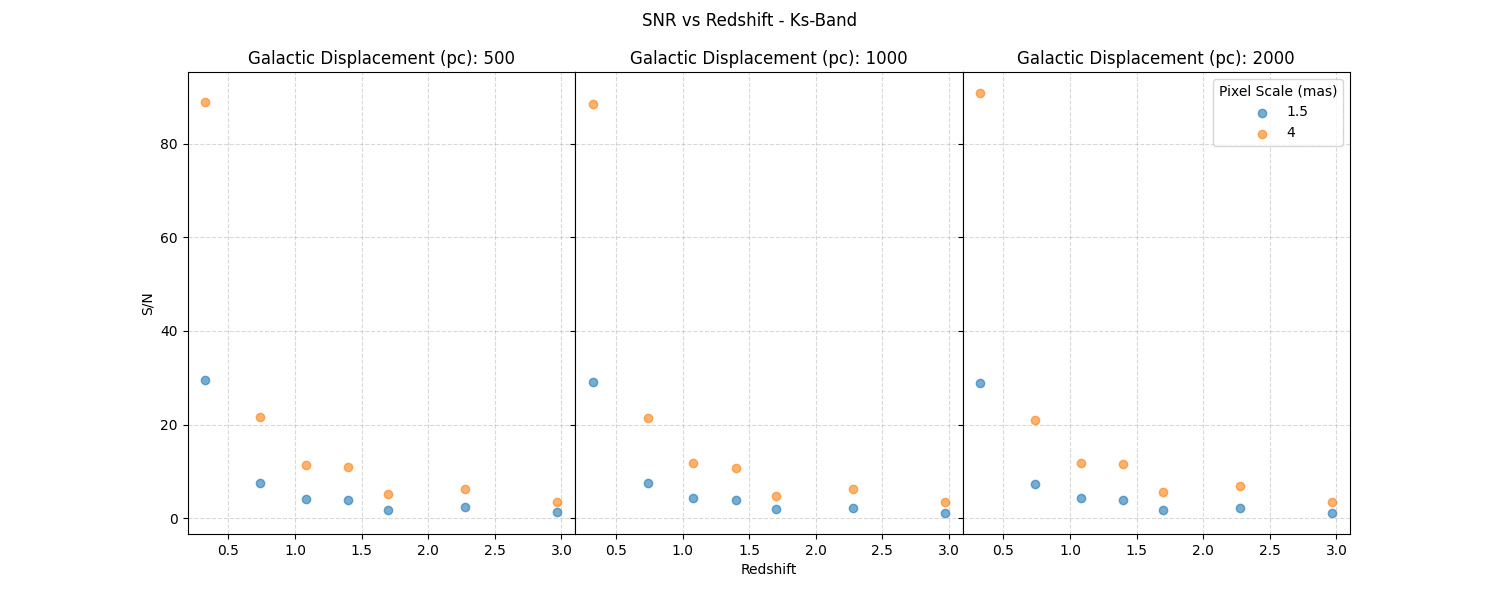 SNR vs Redshift - Ks-Band
Galactic Displacement (pc): 500
Galactic Displacement (pc): 1000
Galactic Displacement (pc): 2000
Pixel Scale (mas)
1.5
4
S/N
80
60
40
20
0
0.5 1.0 1.5 2.0 2.5 3.0
0.5 1.0 1.5 2.0 2.5 3.0
0.5 1.0 1.5 2.0 2.5 3.0
Redshift